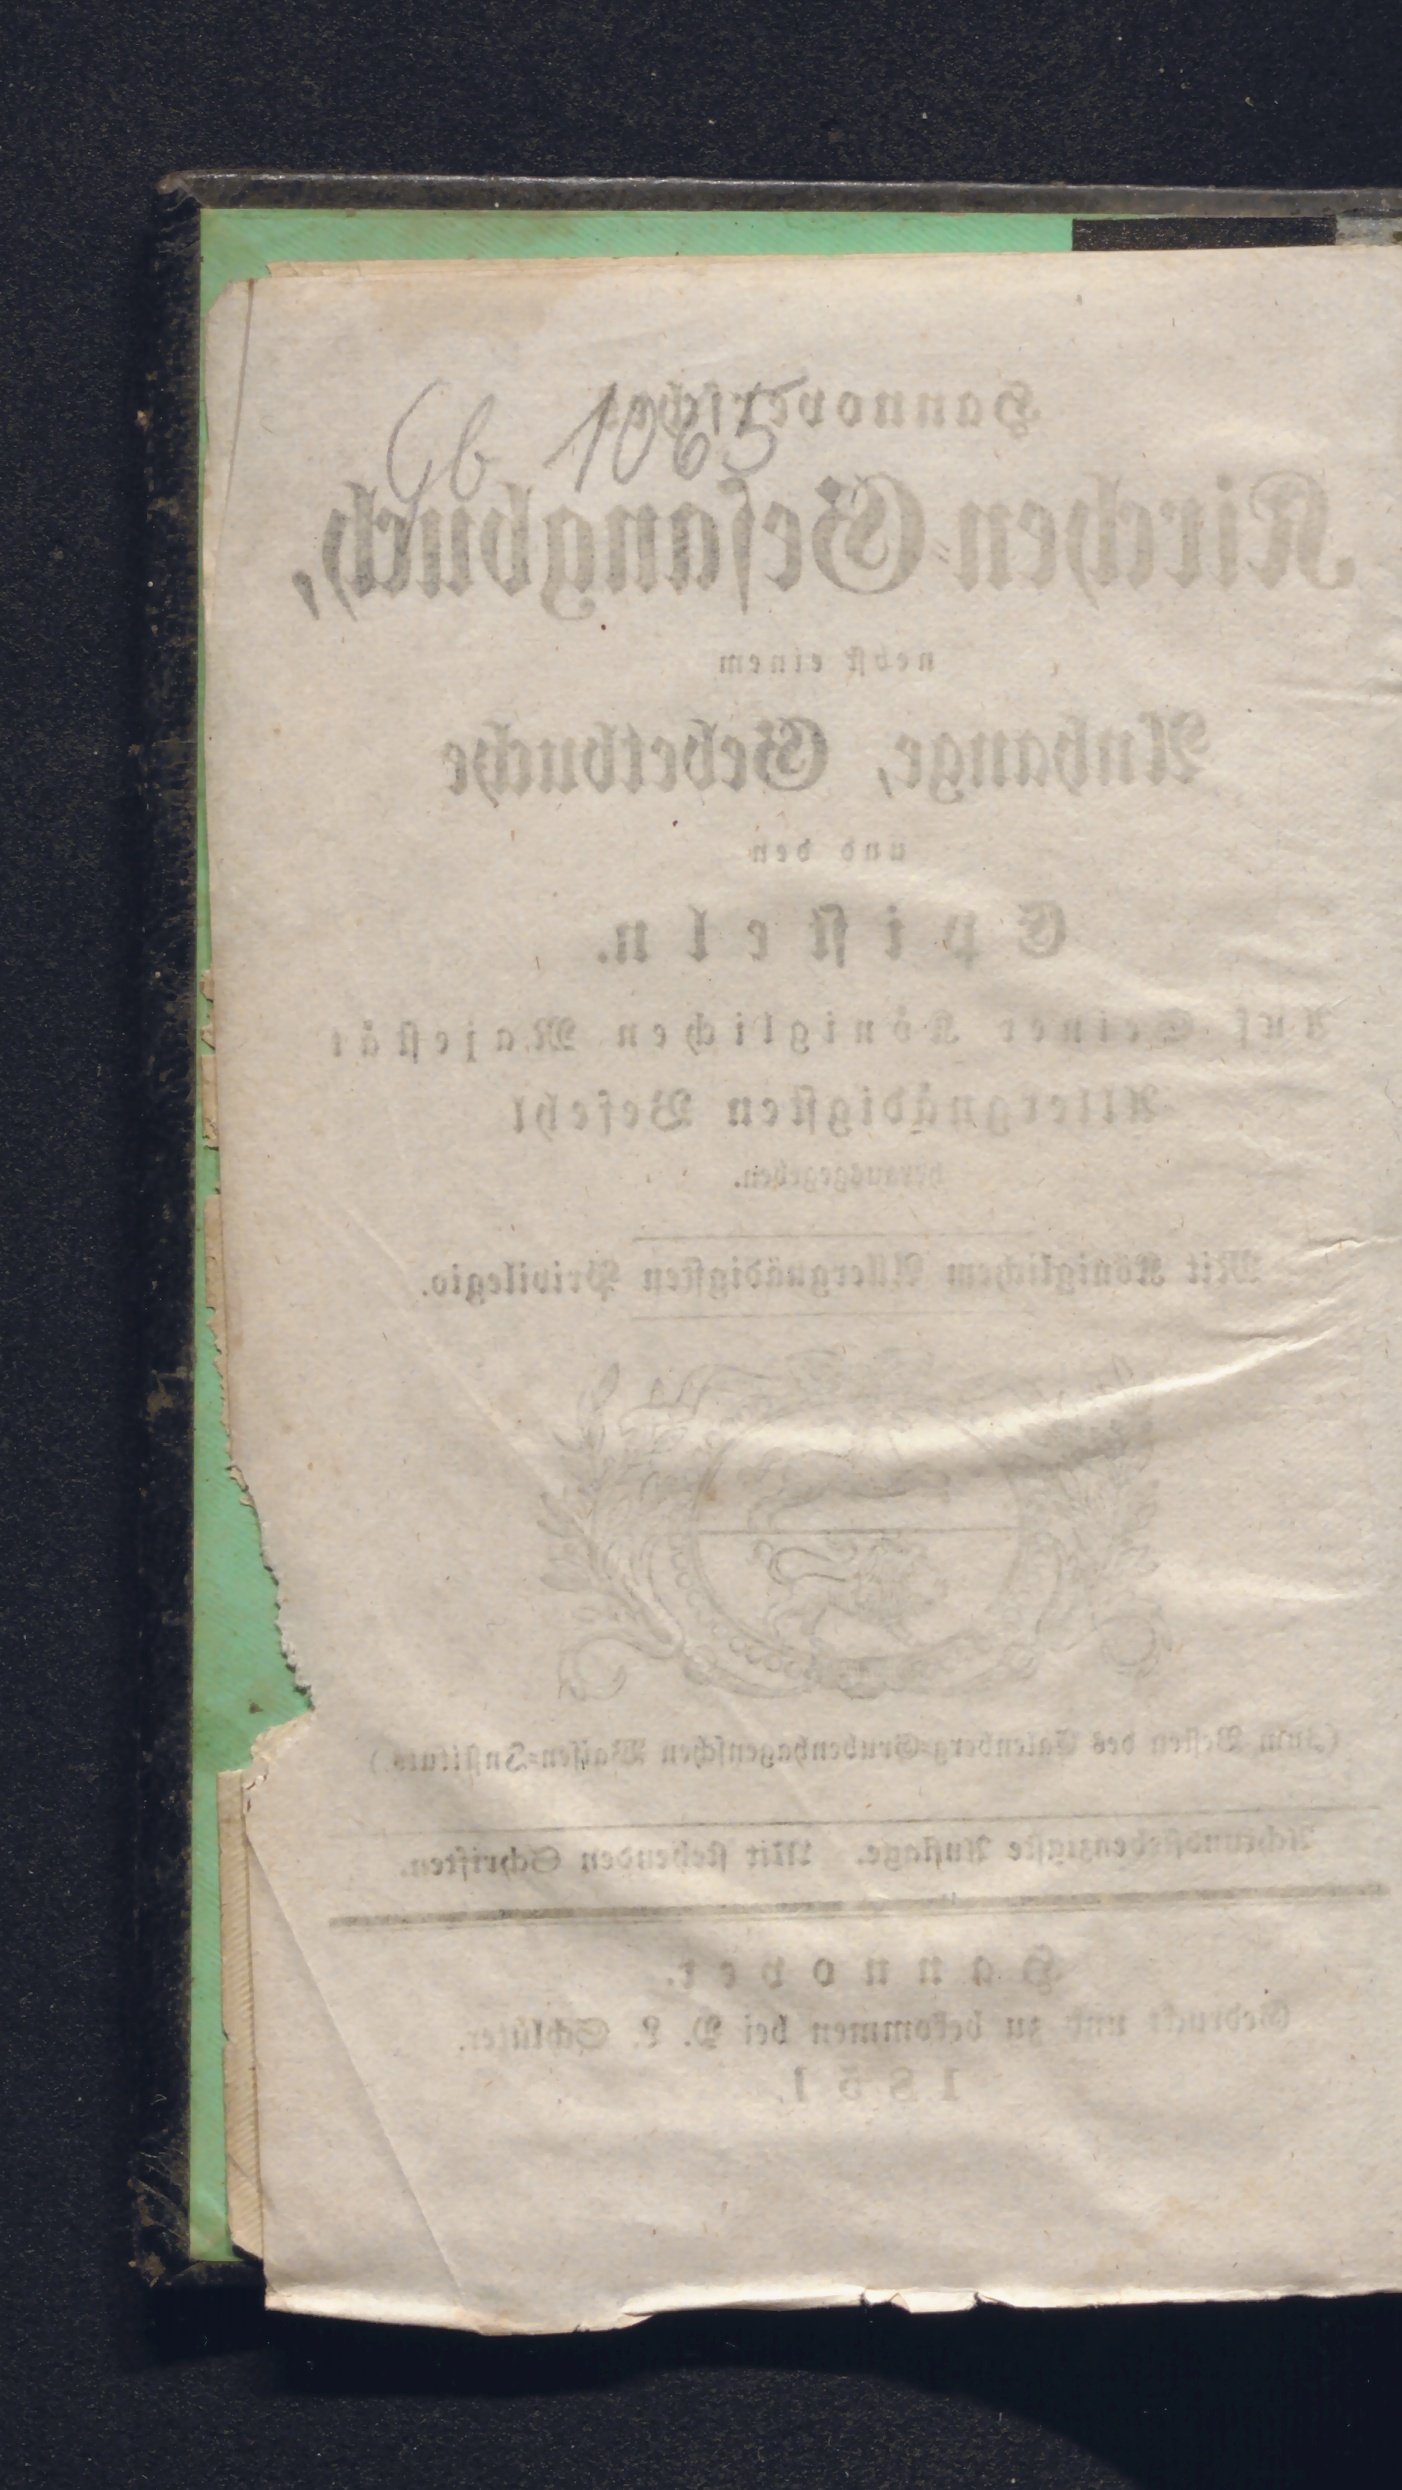 Gb 1065
Hannoversches
Kirchen-Gesangbuch,
nebst einem
Anhange, Gebetbuche
und den
Episteln.
Auf Seiner Königlichen Majestät
Allergnädigsten Befehl
herausgegeben.
Mit Königlichem Allergnädigsten Privilegio.
(Zum Besten des Calenberg-Grubenhagenschen Waisen-Instituts.)
Achtundsiebenzigste Auflage. Mit stehenden Schriften.
Hannover.
Gedruckt und zu bekommen bei D. L. Schlüter.
1851.